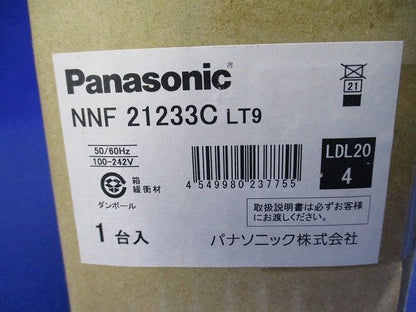 Panasonic®
NNF 21233C LT9
21
50/60Hz
100-242V
箱
緩衝材
ダンボール
4 549980 237755
LDL20
4
取扱説明書は必ずお客様
にお渡しください。
1台入
パナソニック株式会社